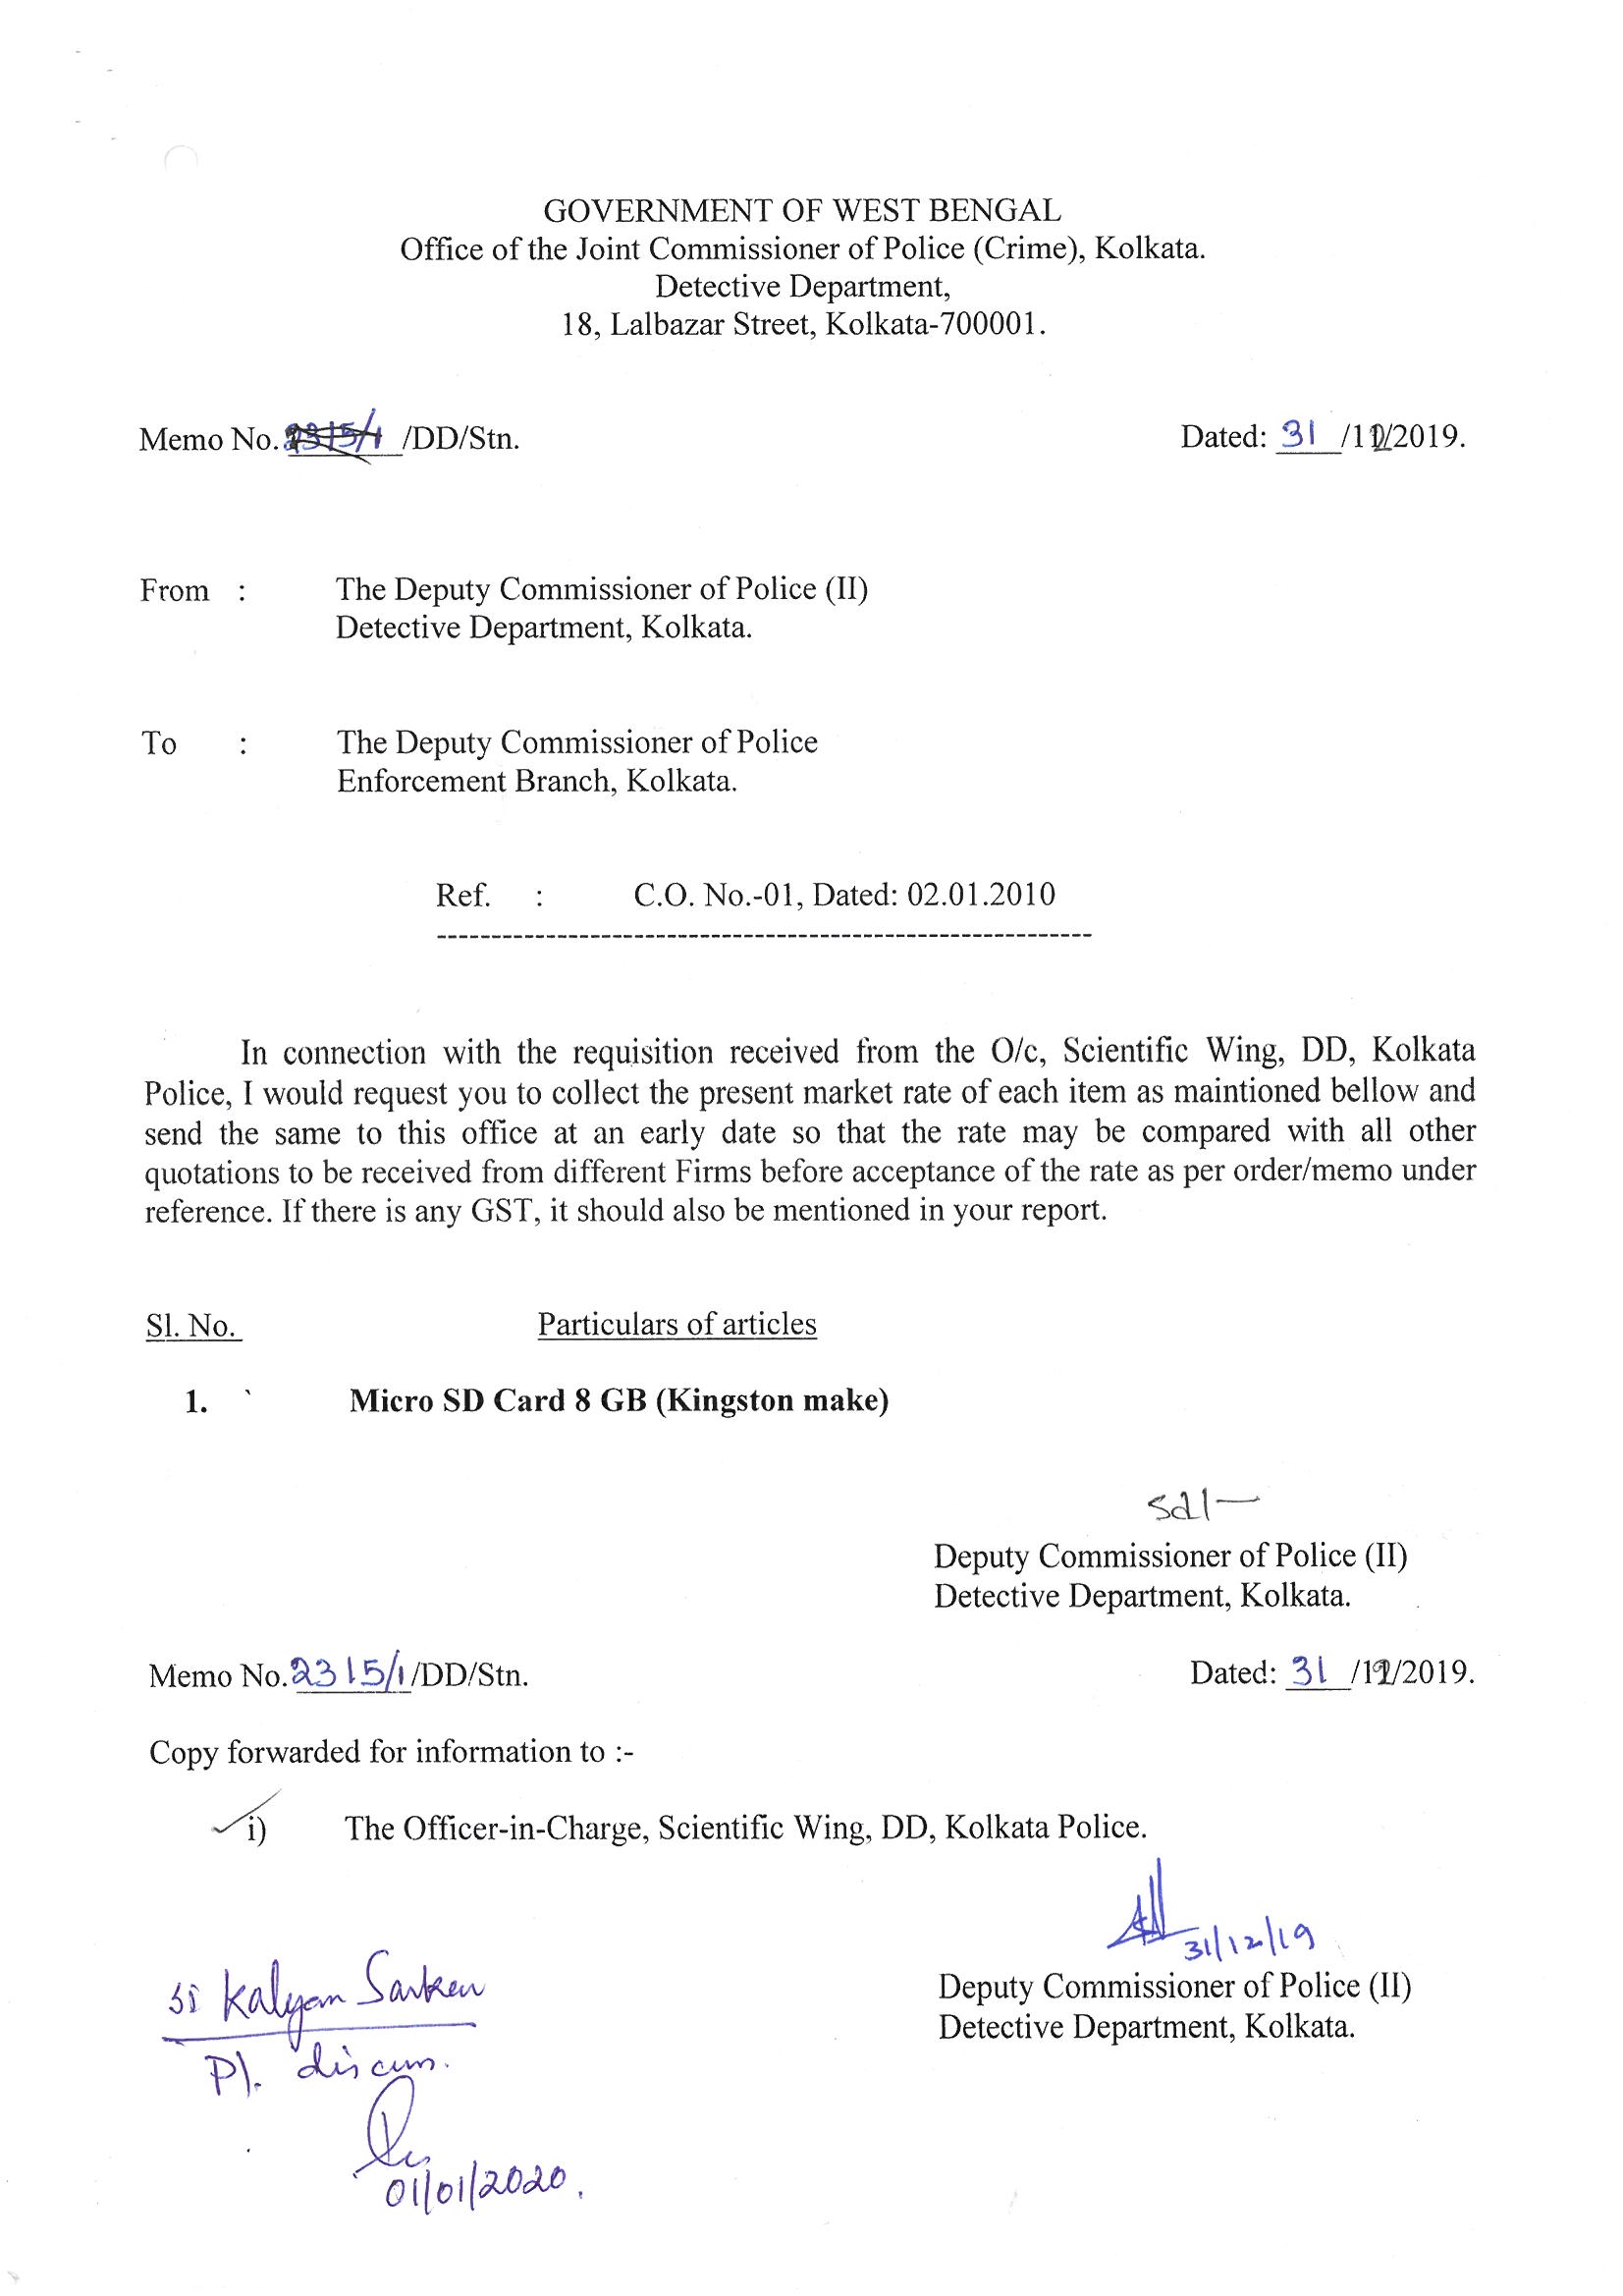 GOVERNMENT OF WEST BENGAL
Office of the Joint Commissioner of Police (Crime), Kolkata.
Detective Department,
18, Lalbazar Street, Kolkata-700001.
Memo No. 2315/1 /DD/Stn. Dated: 31 /12/2019.
From : The Deputy Commissioner of Police (II)
Detective Department, Kolkata.
To : The Deputy Commissioner of Police
Enforcement Branch, Kolkata.
Ref. : C.O. No.-01, Dated: 02.01.2010
In connection with the requisition received from the O/c, Scientific Wing, DD, Kolkata
Police, I would request you to collect the present market rate of each item as maintioned bellow and
send the same to this office at an early date so that the rate may be compared with all other
quotations to be received from different Firms before acceptance of the rate as per order/memo under
reference. If there is any GST, it should also be mentioned in your report.
Sl. No. Particulars of articles
1. ` Micro SD Card 8 GB (Kingston make)
Sd/-
Deputy Commissioner of Police (II)
Detective Department, Kolkata.
Memo No. 2315/1/DD/Stn. Dated: 31 /12/2019.
Copy forwarded for information to :-
i) The Officer-in-Charge, Scientific Wing, DD, Kolkata Police.
31/12/19
Deputy Commissioner of Police (II)
Detective Department, Kolkata.
SI Kalyan Sarkar
Pl. discuss.
01/01/2020.